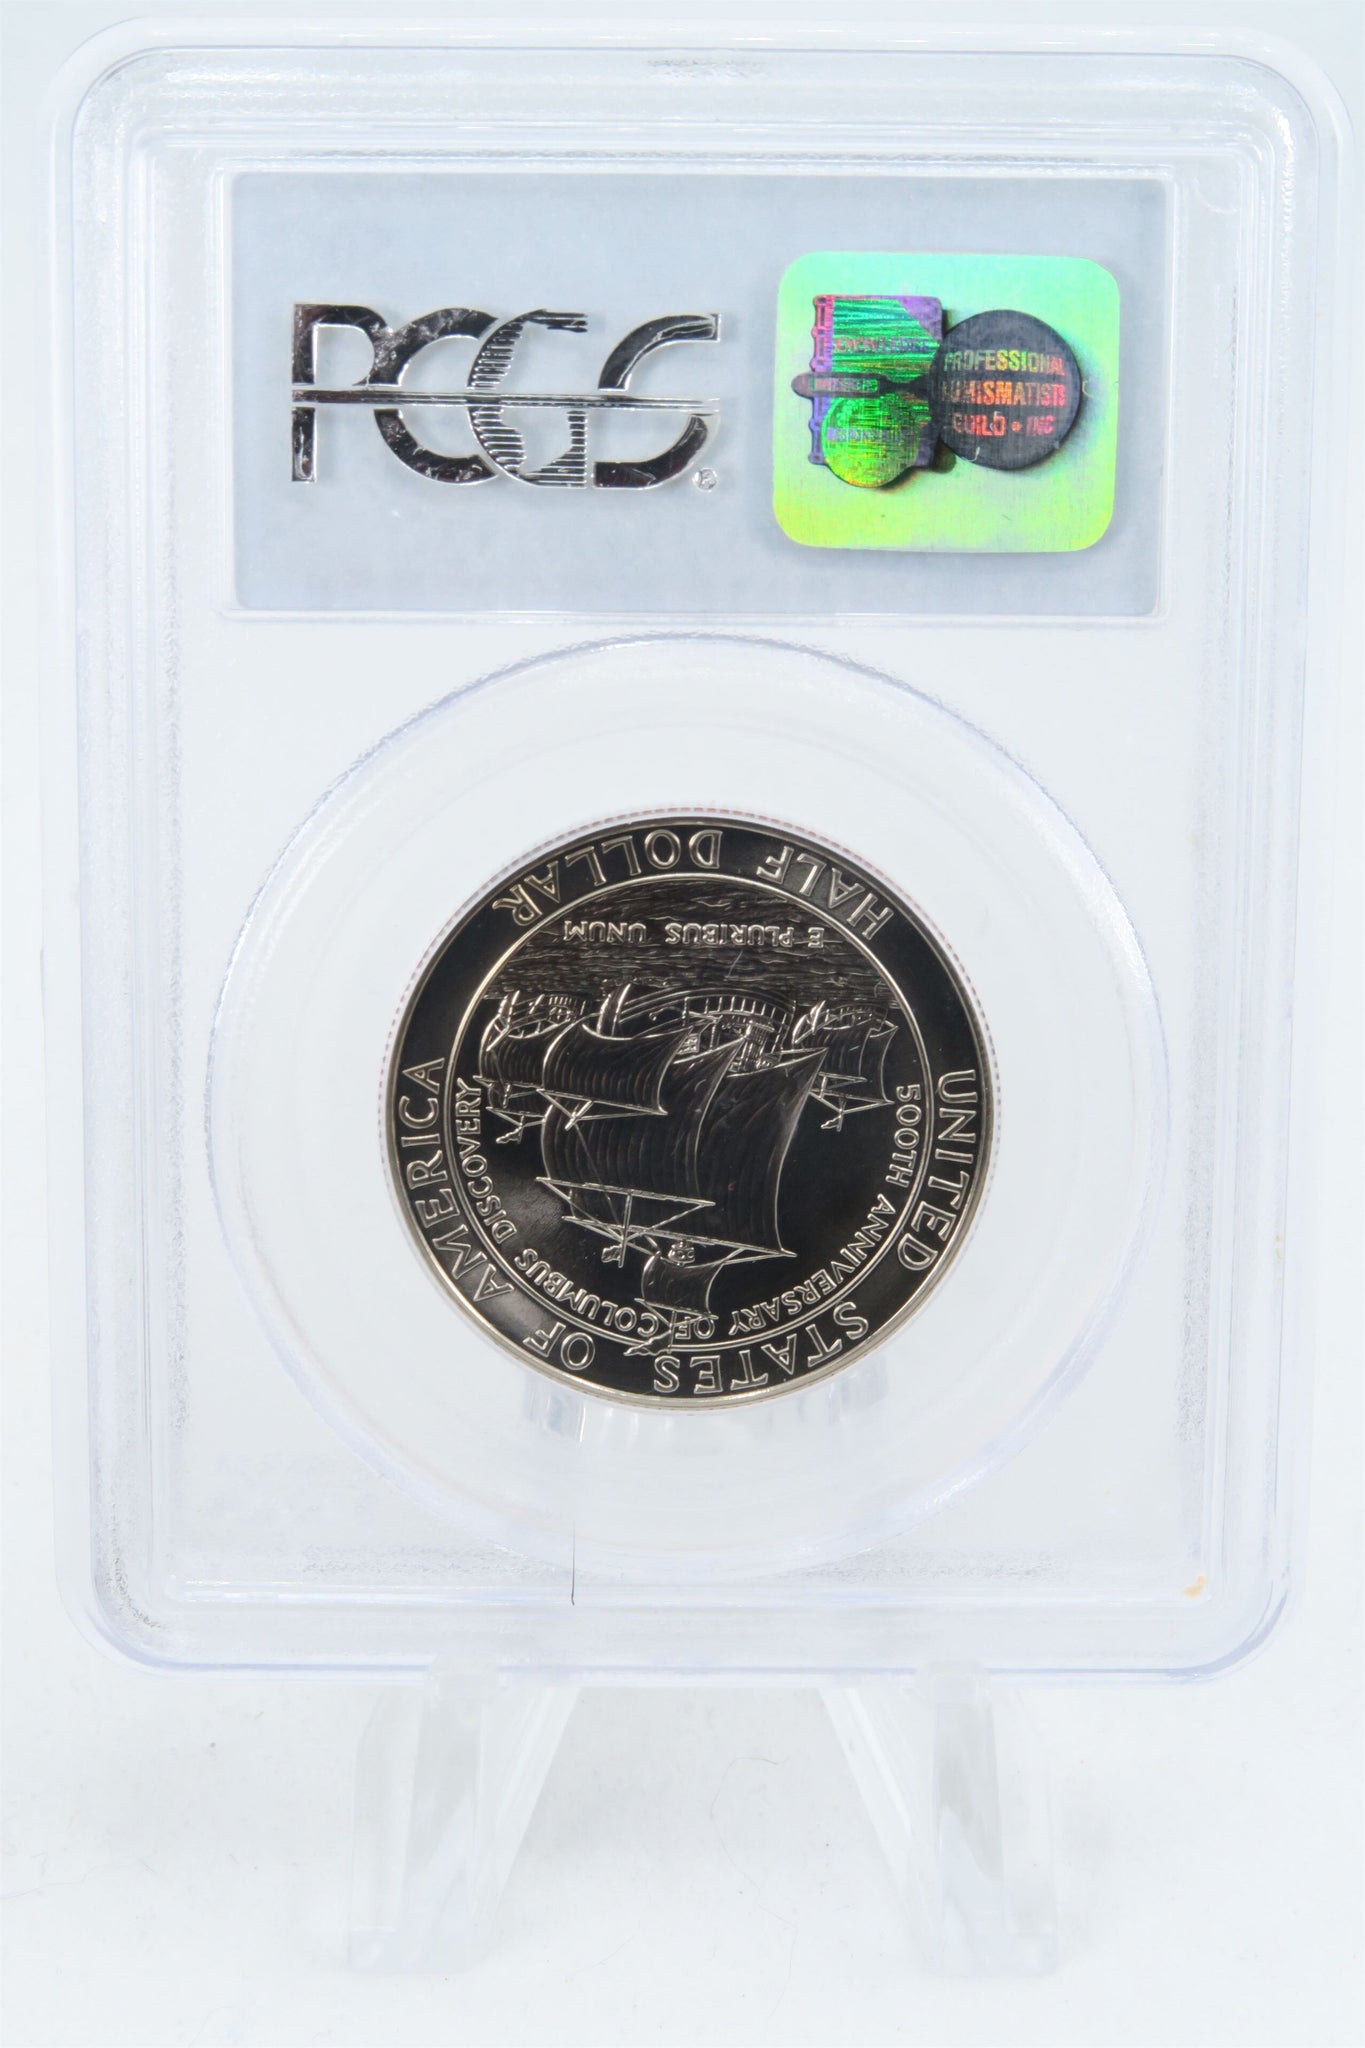 PCGS®
PROFESSIONAL
NUMISMATISTS
GUILD • INC
UNITED STATES OF AMERICA
500TH ANNIVERSARY OF COLUMBUS DISCOVERY
E PLURIBUS UNUM
HALF DOLLAR